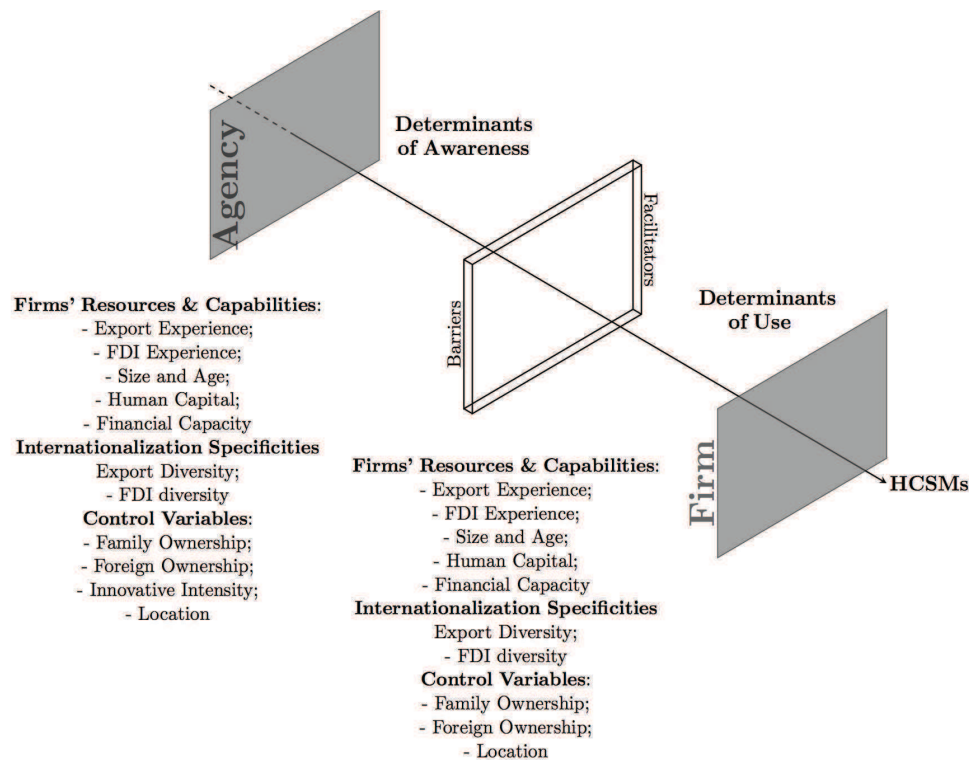 Agency
Determinants
of Awareness
Barriers
Facilitators
Determinants
of Use
Firm
HCSMs
Firms' Resources & Capabilities:
- Export Experience;
- FDI Experience;
- Size and Age;
- Human Capital;
- Financial Capacity
Internationalization Specificities
Export Diversity;
- FDI diversity
Control Variables:
- Family Ownership;
- Foreign Ownership;
- Innovative Intensity;
- Location
Firms' Resources & Capabilities:
- Export Experience;
- FDI Experience;
- Size and Age;
- Human Capital;
- Financial Capacity
Internationalization Specificities
Export Diversity;
- FDI diversity
Control Variables:
- Family Ownership;
- Foreign Ownership;
- Location